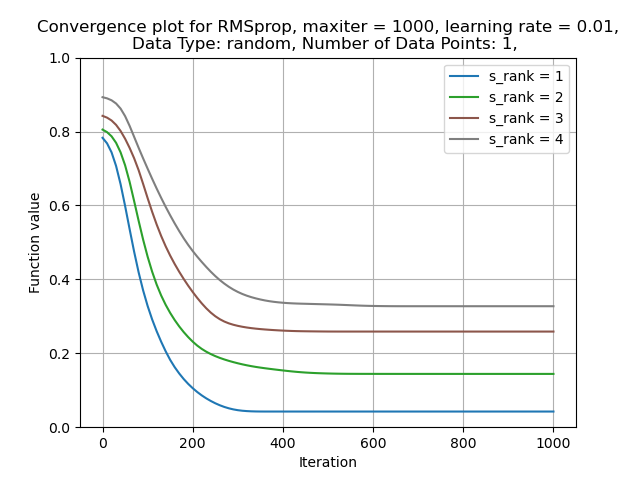 Convergence plot for RMSprop, maxiter = 1000, learning rate = 0.01,
Data Type: random, Number of Data Points: 1,
1.0
0.8
0.6
0.4
0.2
0.0
Function value
s_rank = 1
s_rank = 2
s_rank = 3
s_rank = 4
0 200 400 600 800 1000
Iteration